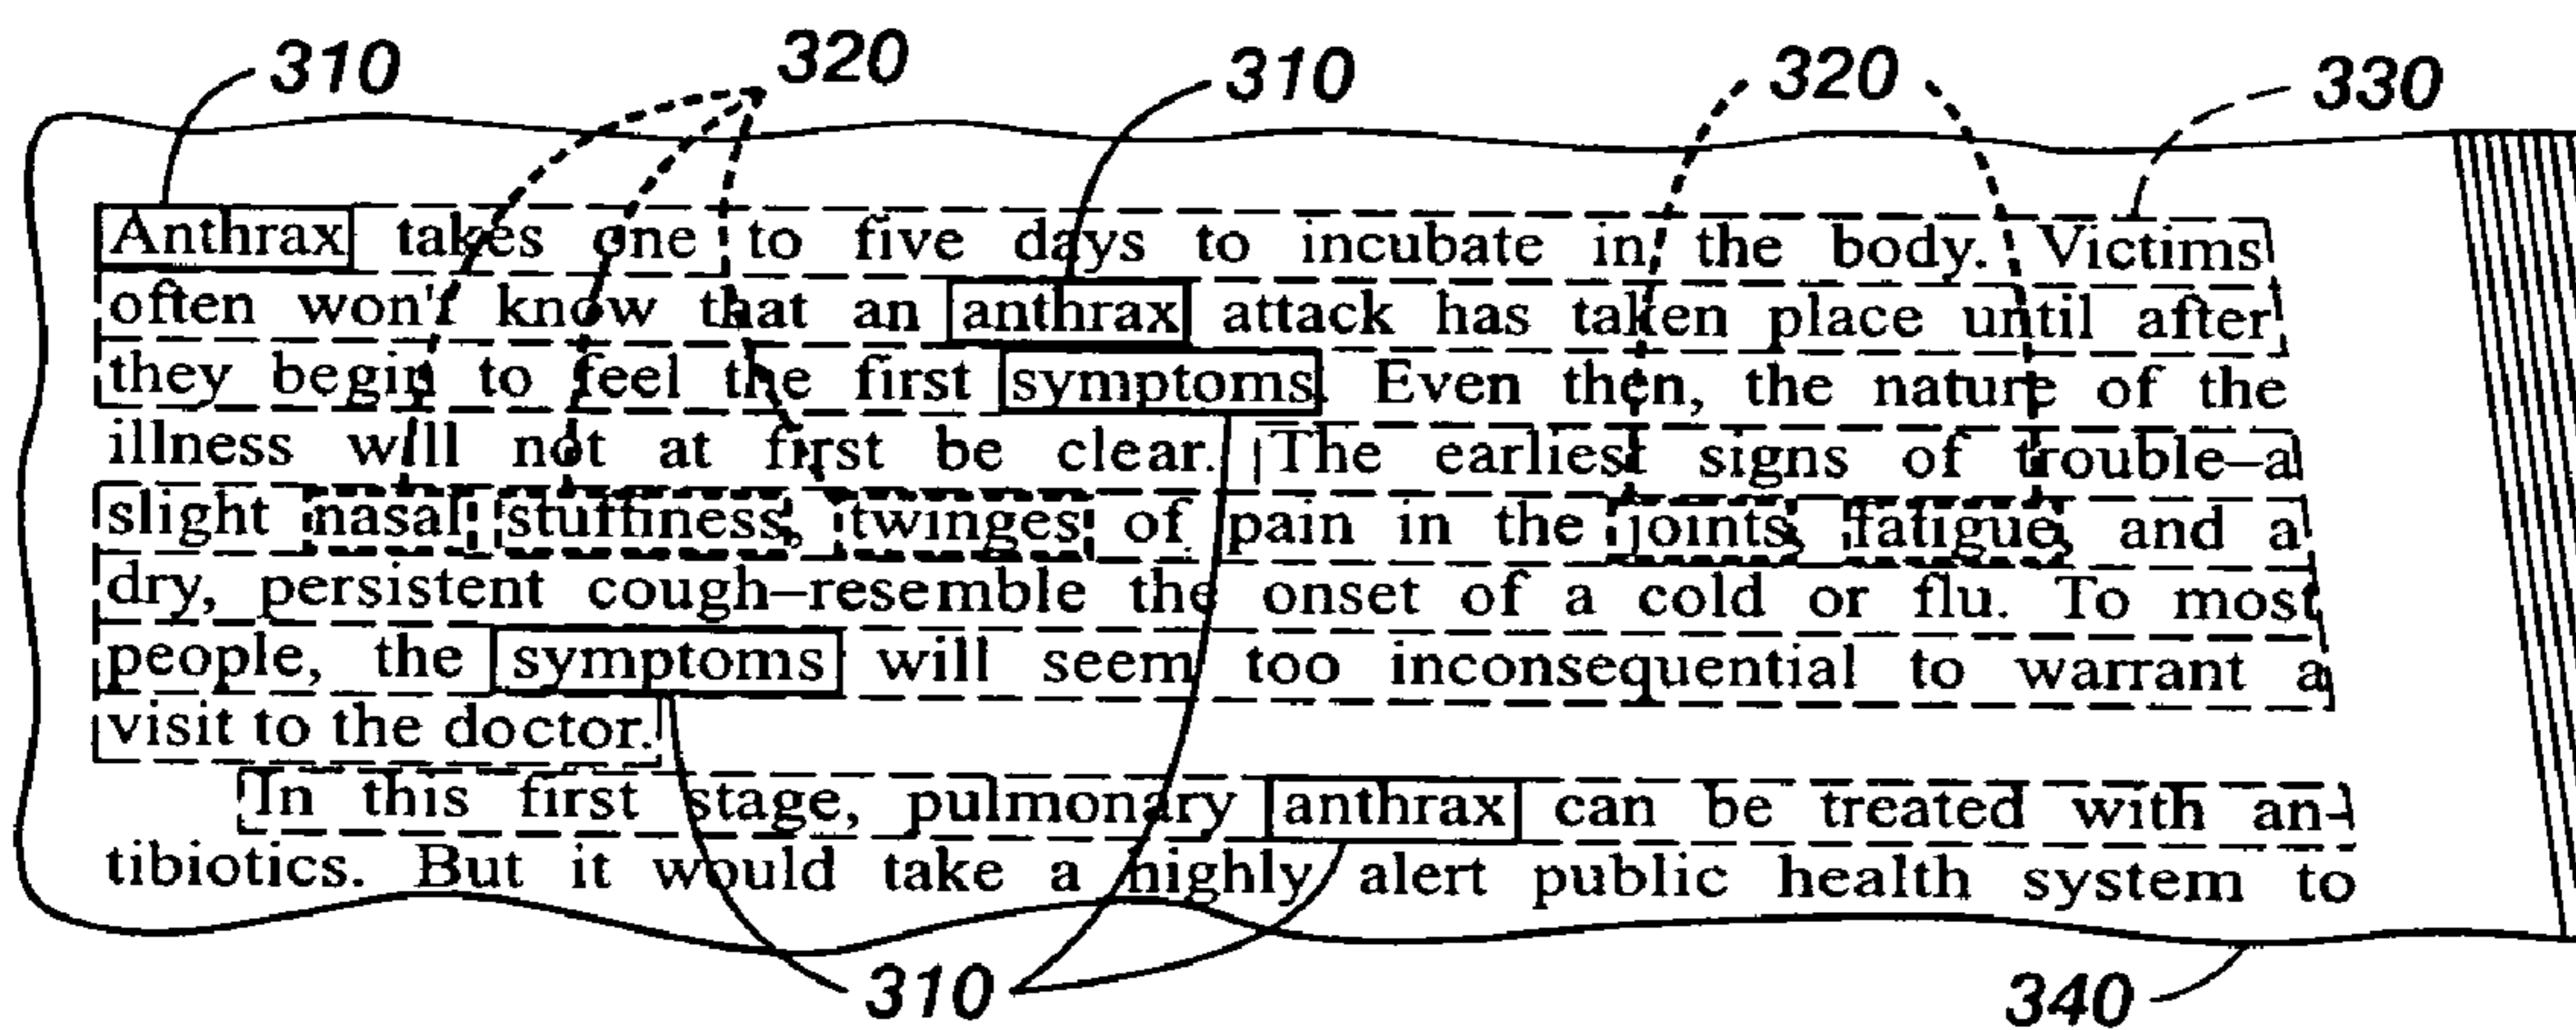 310 320 310 320 330
Anthrax takes one to five days to incubate in the body. Victims
often won't know that an anthrax attack has taken place until after
they begin to feel the first symptoms. Even then, the nature of the
illness will not at first be clear. The earliest signs of trouble–a
slight nasal stuffiness, twinges of pain in the joints, fatigue, and a
dry, persistent cough–resemble the onset of a cold or flu. To most
people, the symptoms will seem too inconsequential to warrant a
visit to the doctor.
In this first stage, pulmonary anthrax can be treated with an-
tibiotics. But it would take a highly alert public health system to
310 340